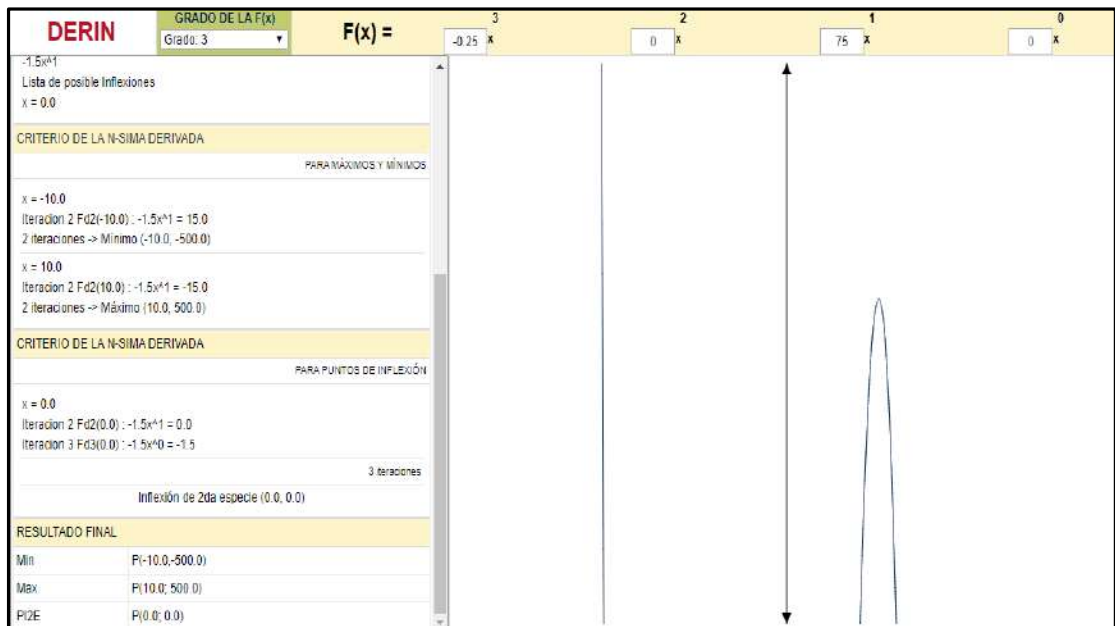 DERIN
GRADO DE LA F(x)
Grado: 3
F(x) =
3
-0.25 x
2
0 x
1
75 x
0
0 x
-1.5x^1
Lista de posible Inflexiones
x = 0.0
CRITERIO DE LA N-SIMA DERIVADA
PARA MÁXIMOS Y MÍNIMOS
x = -10.0
Iteracion 2 Fd2(-10.0) : -1.5x^1 = 15.0
2 iteraciones -> Mínimo (-10.0, -500.0)
x = 10.0
Iteracion 2 Fd2(10.0) : -1.5x^1 = -15.0
2 iteraciones -> Máximo (10.0, 500.0)
CRITERIO DE LA N-SIMA DERIVADA
PARA PUNTOS DE INFLEXIÓN
x = 0.0
Iteracion 2 Fd2(0.0) : -1.5x^1 = 0.0
Iteracion 3 Fd3(0.0) : -1.5x^0 = -1.5
3 iteraciones
Inflexión de 2da especie (0.0, 0.0)
RESULTADO FINAL
Min P(-10.0;-500.0)
Max P(10.0; 500.0)
PI2E P(0.0; 0.0)